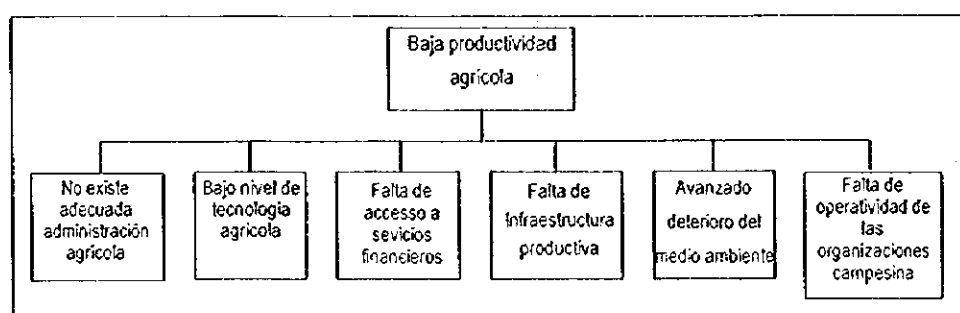 Baja productividad
agrícola
No existe
adecuada
administración
agrícola
Bajo nivel de
tecnologia
agrícola
Falta de
accesso a
sevicios
financieros
Falta de
Infraestructura
productiva
Avanzado
deterioro del
medio ambiente
Falta de
operatividad de
las
organizaciones
campesina